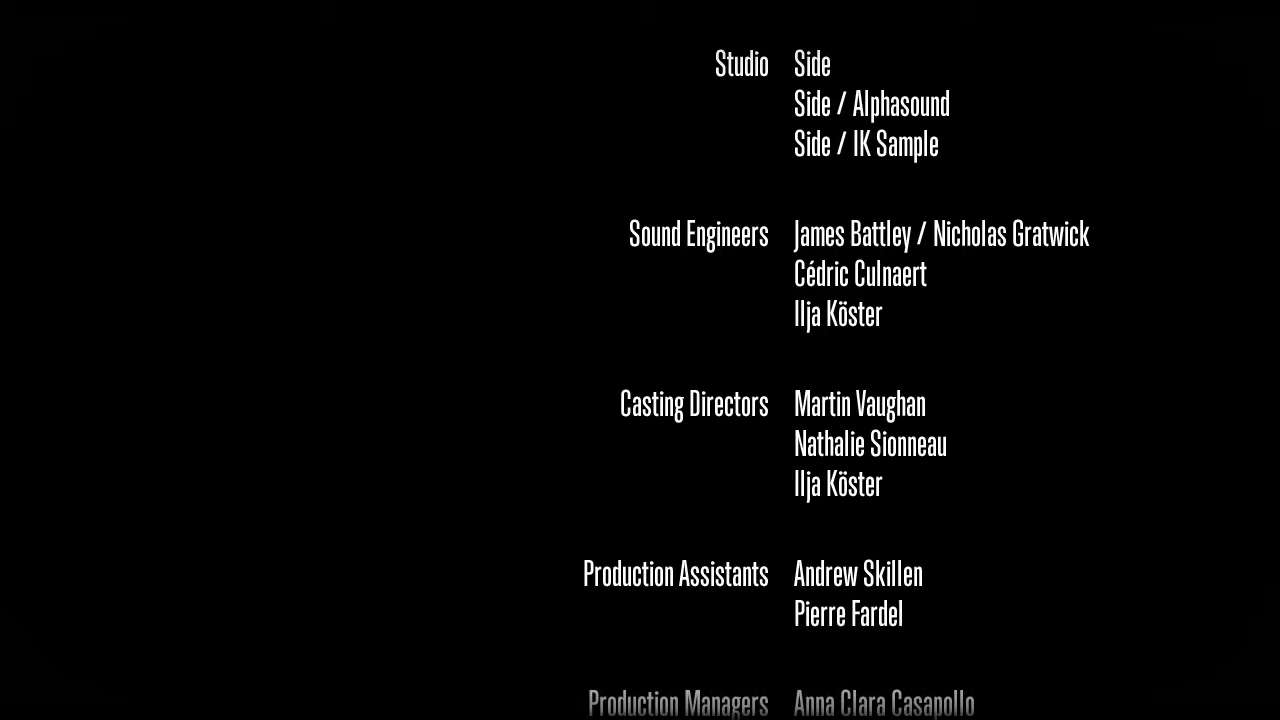 Studio Side
Side / Alphasound
Side / IK Sample
Sound Engineers James Battley / Nicholas Gratwick
Cédric Culnaert
Ilja Köster
Casting Directors Martin Vaughan
Nathalie Sionneau
Ilja Köster
Production Assistants Andrew Skillen
Pierre Fardel
Production Managers Anna Clara Casapollo